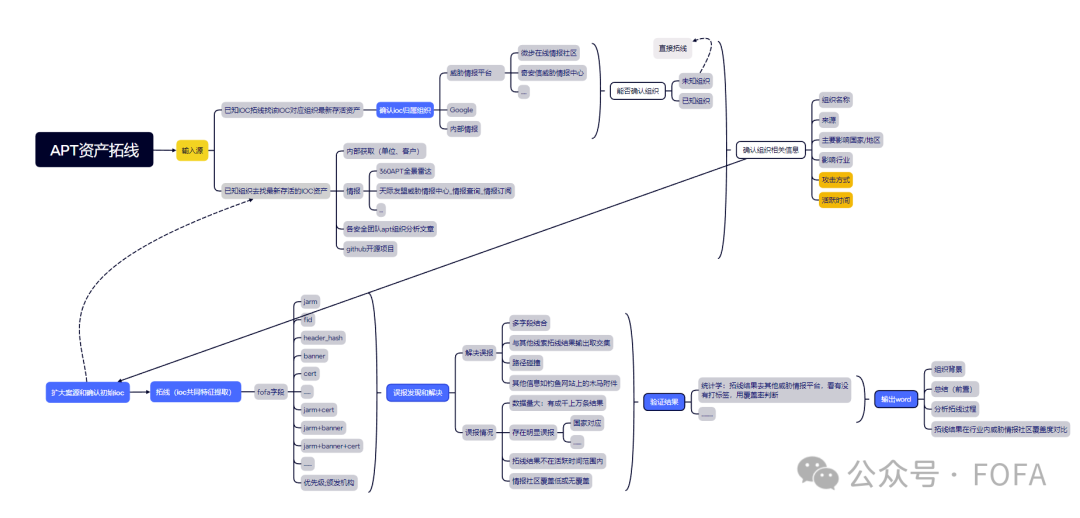 APT资产拓线
输入源
已知IOC拓线找该IOC对应组织最新存活资产
确认ioc归属组织
威胁情报平台
微步在线情报社区
奇安信威胁情报中心
...
Google
内部情报
能否确认组织
直接拓线
未知组织
已知组织
已知组织去找最新存活的IOC资产
内部获取（单位、客户）
情报
360APT全景雷达
天际友盟威胁情报中心_情报查询_情报订阅
...
各安全团队apt组织分析文章
github开源项目
确认组织相关信息
组织名称
来源
主要影响国家/地区
影响行业
攻击方式
活跃时间
扩大案源和确认初始ioc
拓线（ioc共同特征提取）
fofa字段
jarm
fid
header_hash
banner
cert
....
jarm+cert
jarm+banner
jarm+banner+cert
.....
优先级;颁发机构
误报发现和解决
解决误报
多字段结合
与其他线索拓线结果输出取交集
路径碰撞
其他信息如钓鱼网站上的木马附件
误报情况
数据量大：有成千上万条结果
存在明显误报
国家对应
.....
拓线结果不在活跃时间范围内
情报社区覆盖低或无覆盖
验证结果
统计学：拓线结果去其他威胁情报平台，看有没
有打标签，用覆盖率判断
......
输出word
组织背景
总结（前置）
分析拓线过程
拓线结果在行业内威胁情报社区覆盖度对比
公众号 · FOFA